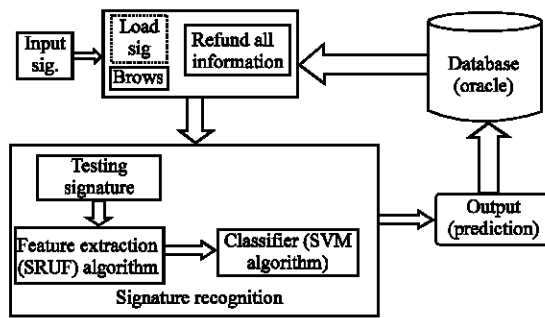 Input
sig.
Load
sig
Brows
Refund all
information
Database
(oracle)
Testing
signature
Feature extraction
(SRUF) algorithm
Classifier (SVM
algorithm)
Signature recognition
Output
(prediction)